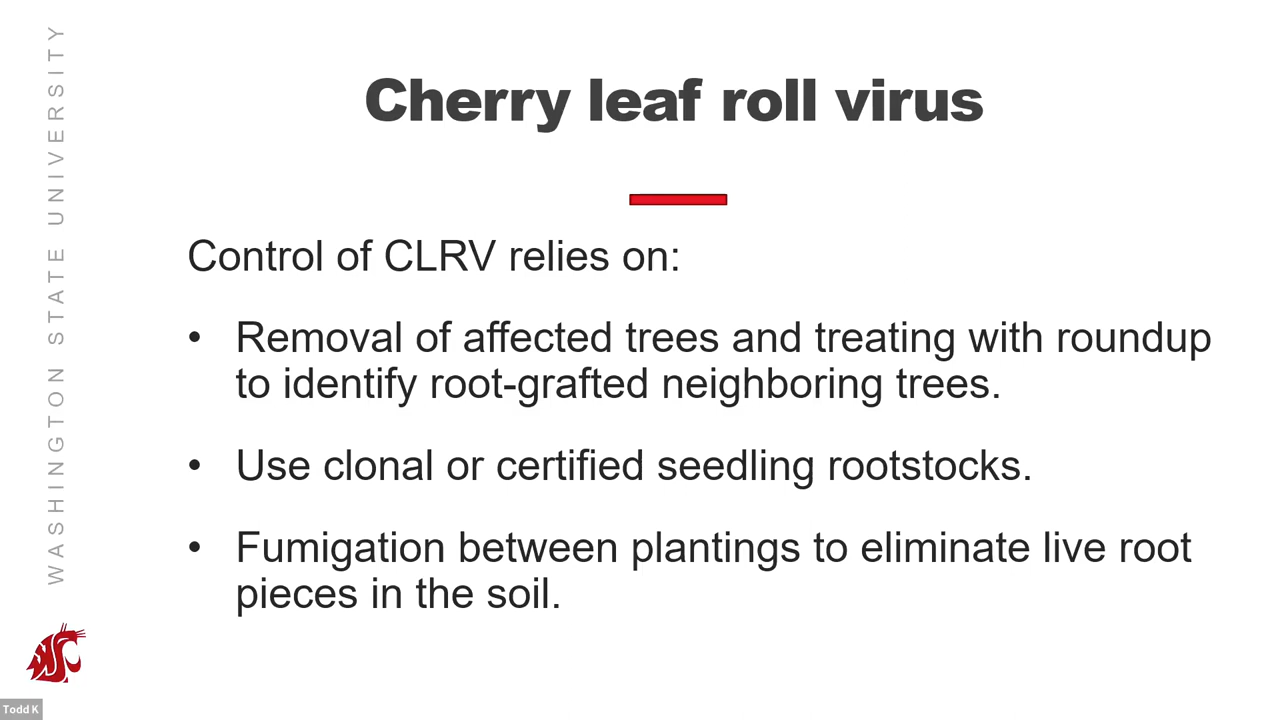 WASHINGTON STATE UNIVERSITY
Cherry leaf roll virus
Control of CLRV relies on:
• Removal of affected trees and treating with roundup
to identify root-grafted neighboring trees.
• Use clonal or certified seedling rootstocks.
• Fumigation between plantings to eliminate live root
pieces in the soil.
Todd K